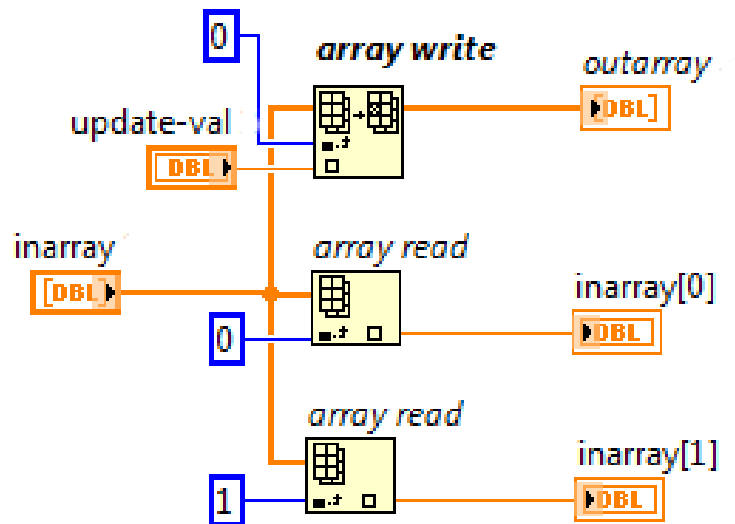 0
array write
outarray
[DBL]
update-val
DBL
inarray
[DBL]
array read
inarray[0]
DBL
0
array read
inarray[1]
DBL
1